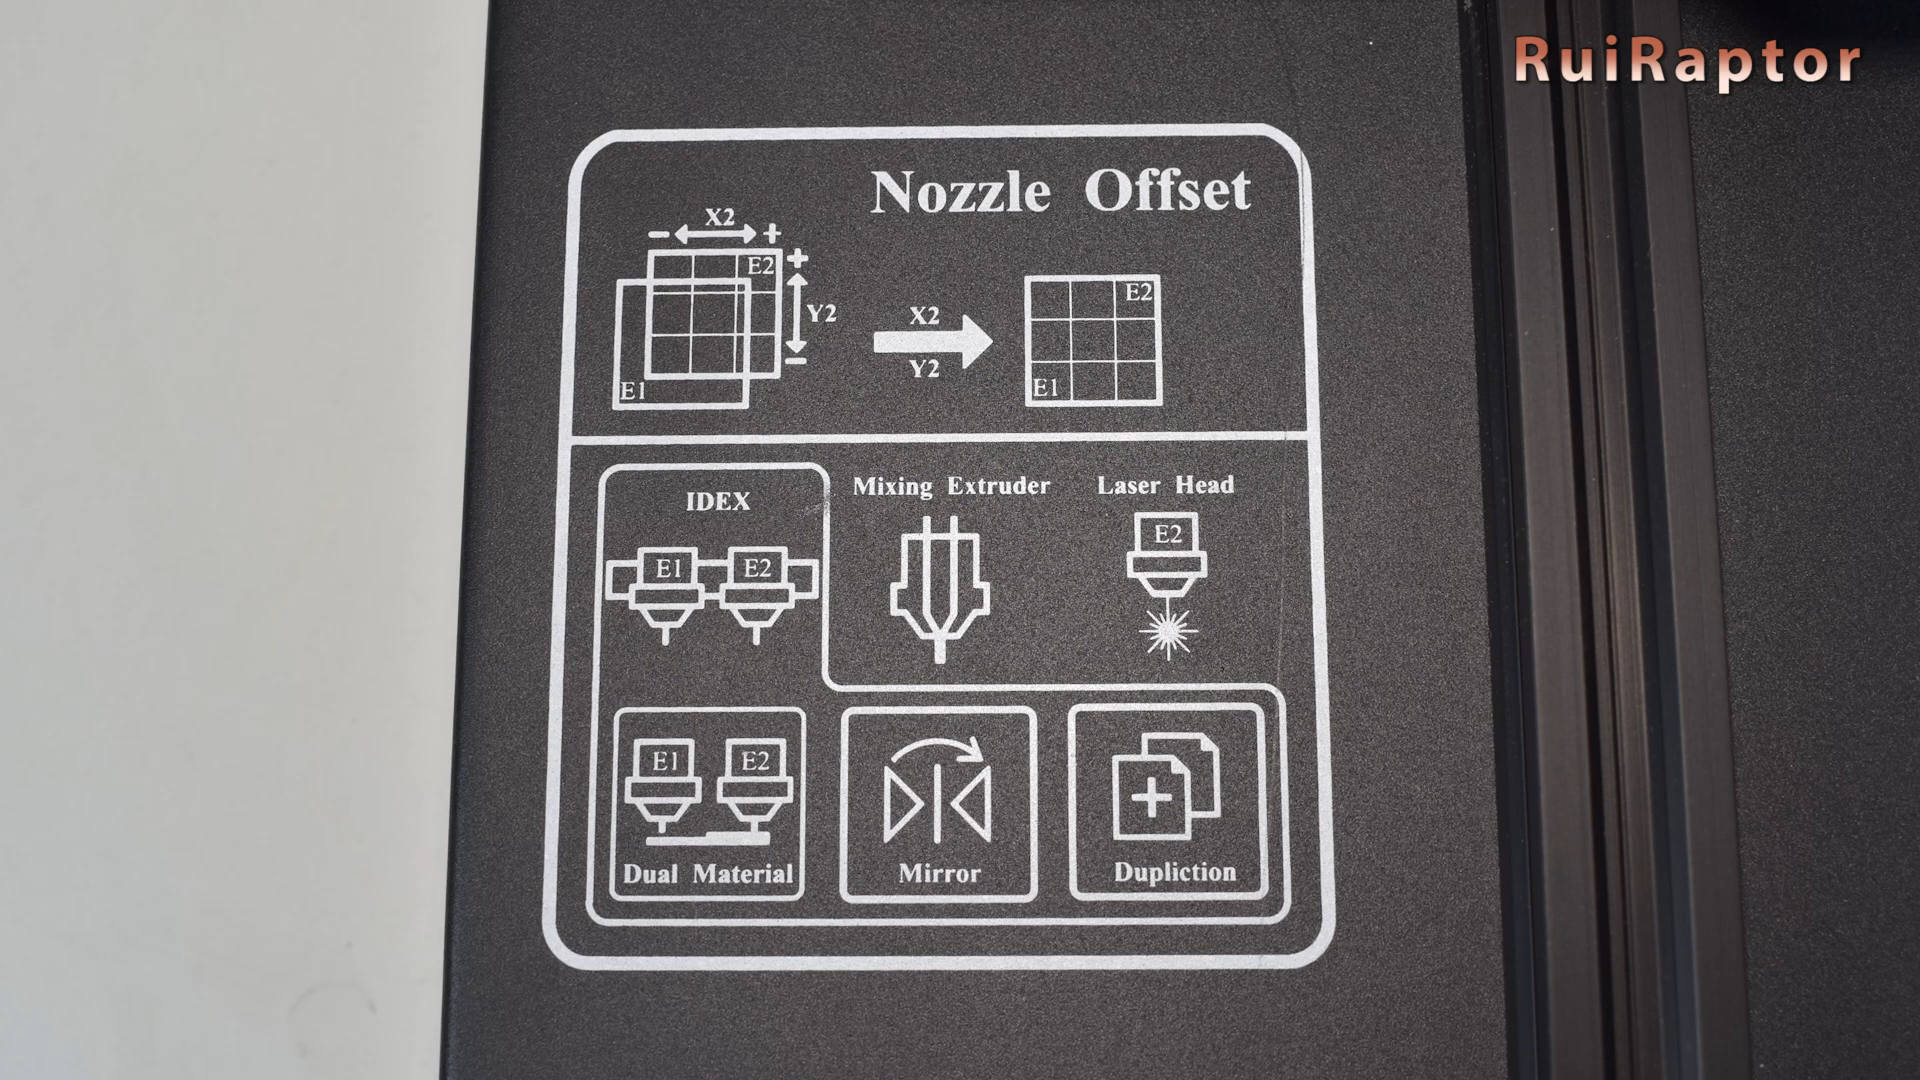 RuiRaptor
Nozzle Offset
- X2 +
E2 +
Y2
-
E1
X2
Y2
E2
E1
IDEX
E1 E2
Mixing Extruder
Laser Head
E2
E1 E2
Dual Material
Mirror
+
Dupliction